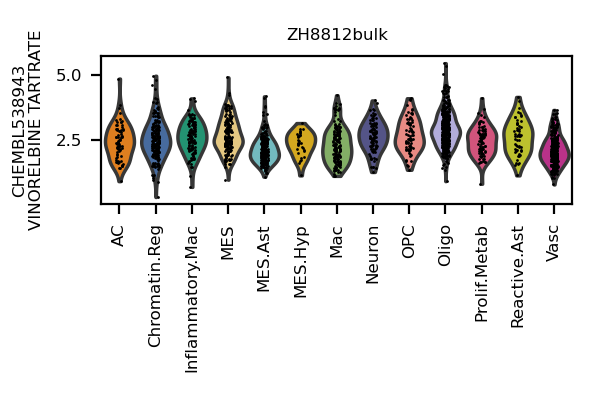 ZH8812bulk
CHEMBL538943
VINORELBINE TARTRATE
5.0
2.5
AC
Chromatin.Reg
Inflammatory.Mac
MES
MES.Ast
MES.Hyp
Mac
Neuron
OPC
Oligo
Prolif.Metab
Reactive.Ast
Vasc